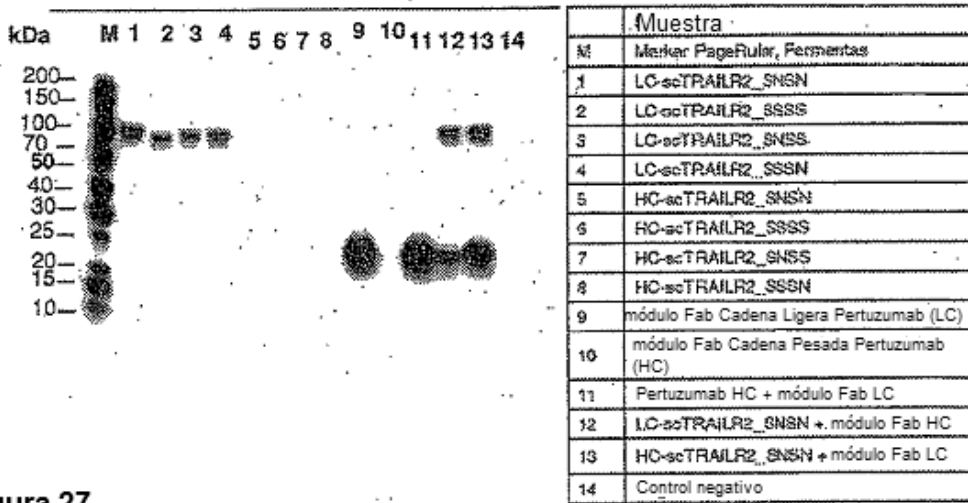 kDa M 1 2 3 4 5 6 7 8 9 10 11 12 13 14
200
150
100
70
50
40
30
25
20
15
10
Muestra
M Marker PageRuler, Fermentas
1 LC-scTRAILR2_SNSN
2 LC-scTRAILR2_SSSS
3 LC-scTRAILR2_SNSS
4 LC-scTRAILR2_SSSN
5 HC-scTRAILR2_SNSN
6 HC-scTRAILR2_SSSS
7 HC-scTRAILR2_SNSS
8 HC-scTRAILR2_SSSN
9 módulo Fab Cadena Ligera Pertuzumab (LC)
10 módulo Fab Cadena Pesada Pertuzumab
(HC)
11 Pertuzumab HC + módulo Fab LC
12 LC-scTRAILR2_SNSN + módulo Fab HC
13 HC-scTRAILR2_SNSN + módulo Fab LC
14 Control negativo